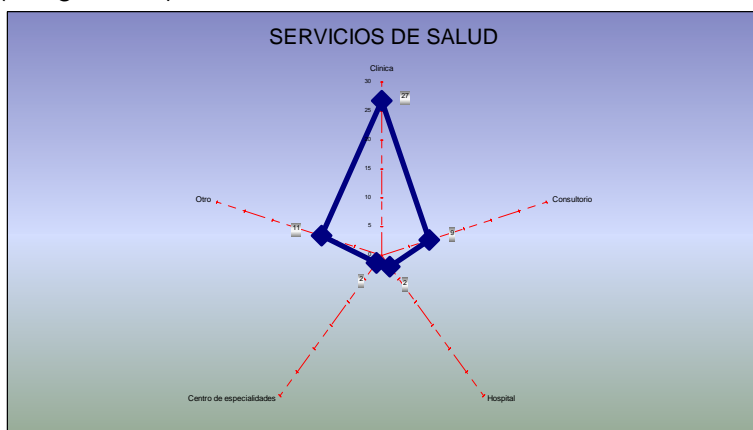 SERVICIOS DE SALUD
Clinica
30
27
25
20
15
Otro
Consultorio
10
11
9
5
0
2
2
Centro de especialidades
Hospital